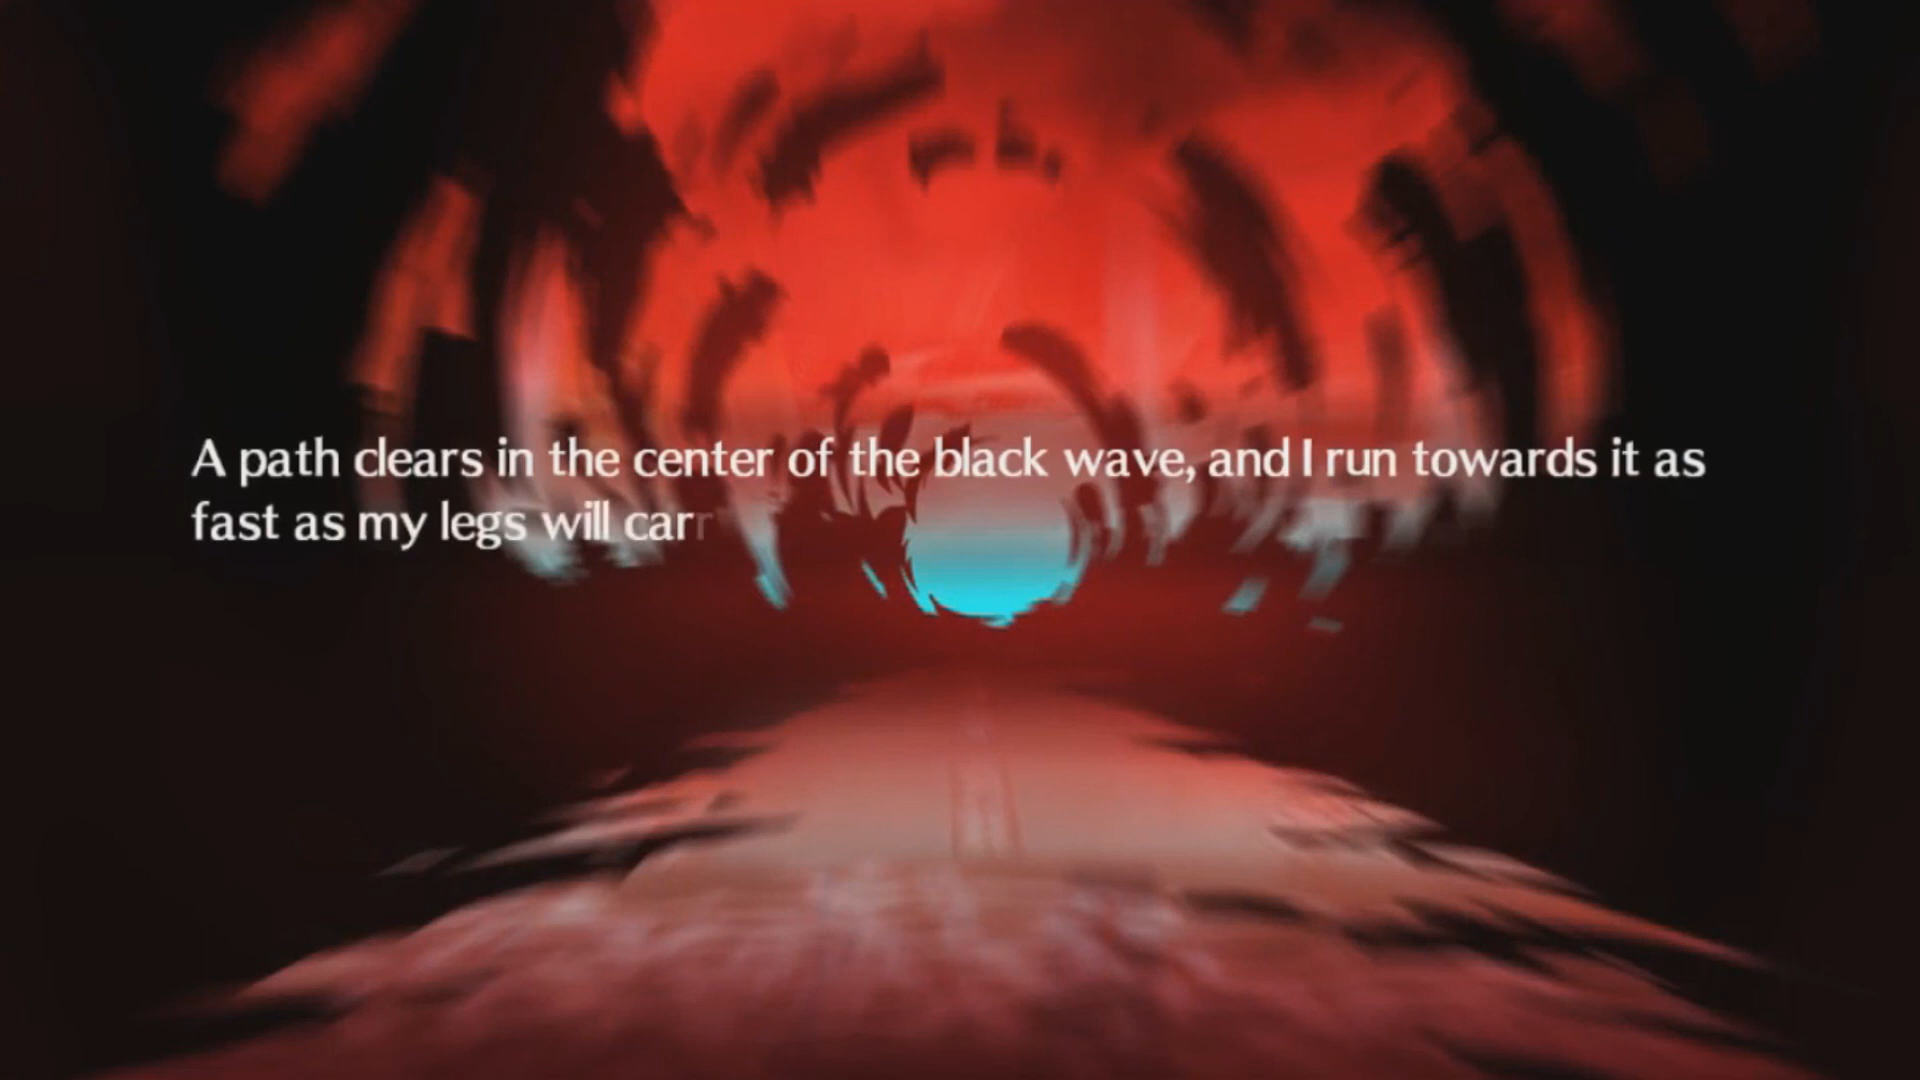 A path clears in the center of the black wave, and I run towards it as
fast as my legs will carr